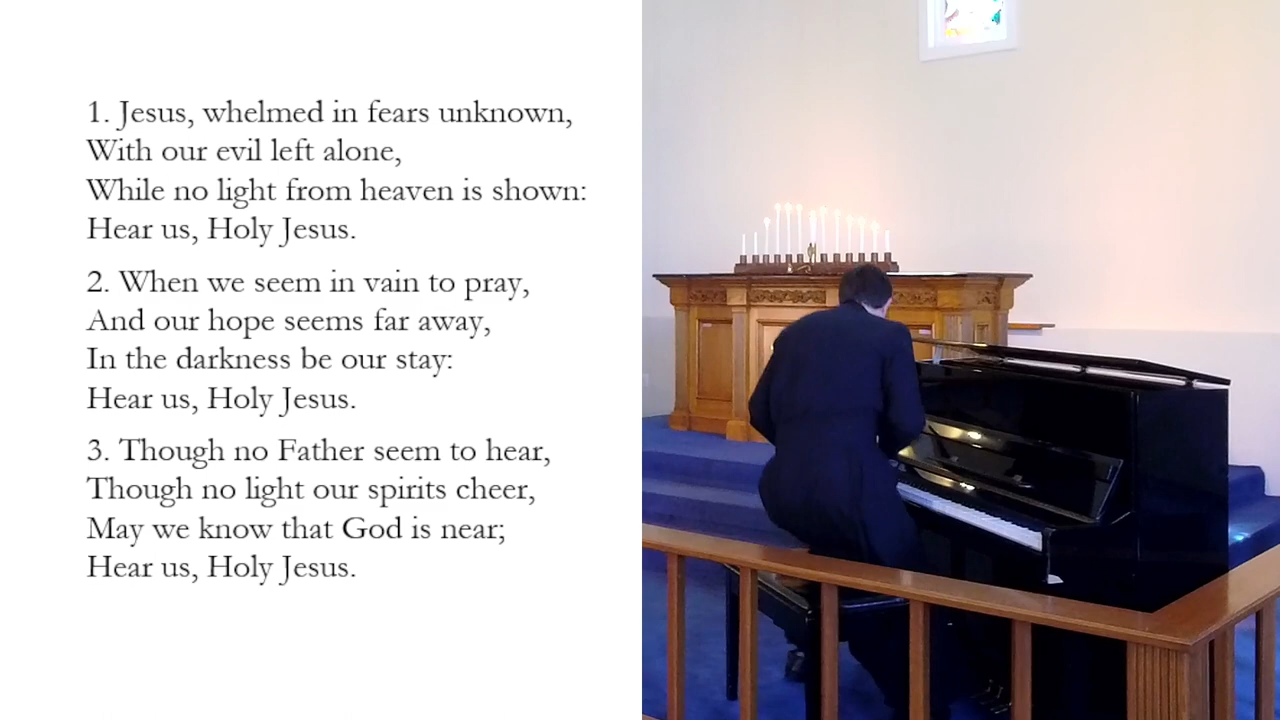 1. Jesus, whelmed in fears unknown,
With our evil left alone,
While no light from heaven is shown:
Hear us, Holy Jesus.
2. When we seem in vain to pray,
And our hope seems far away,
In the darkness be our stay:
Hear us, Holy Jesus.
3. Though no Father seem to hear,
Though no light our spirits cheer,
May we know that God is near;
Hear us, Holy Jesus.